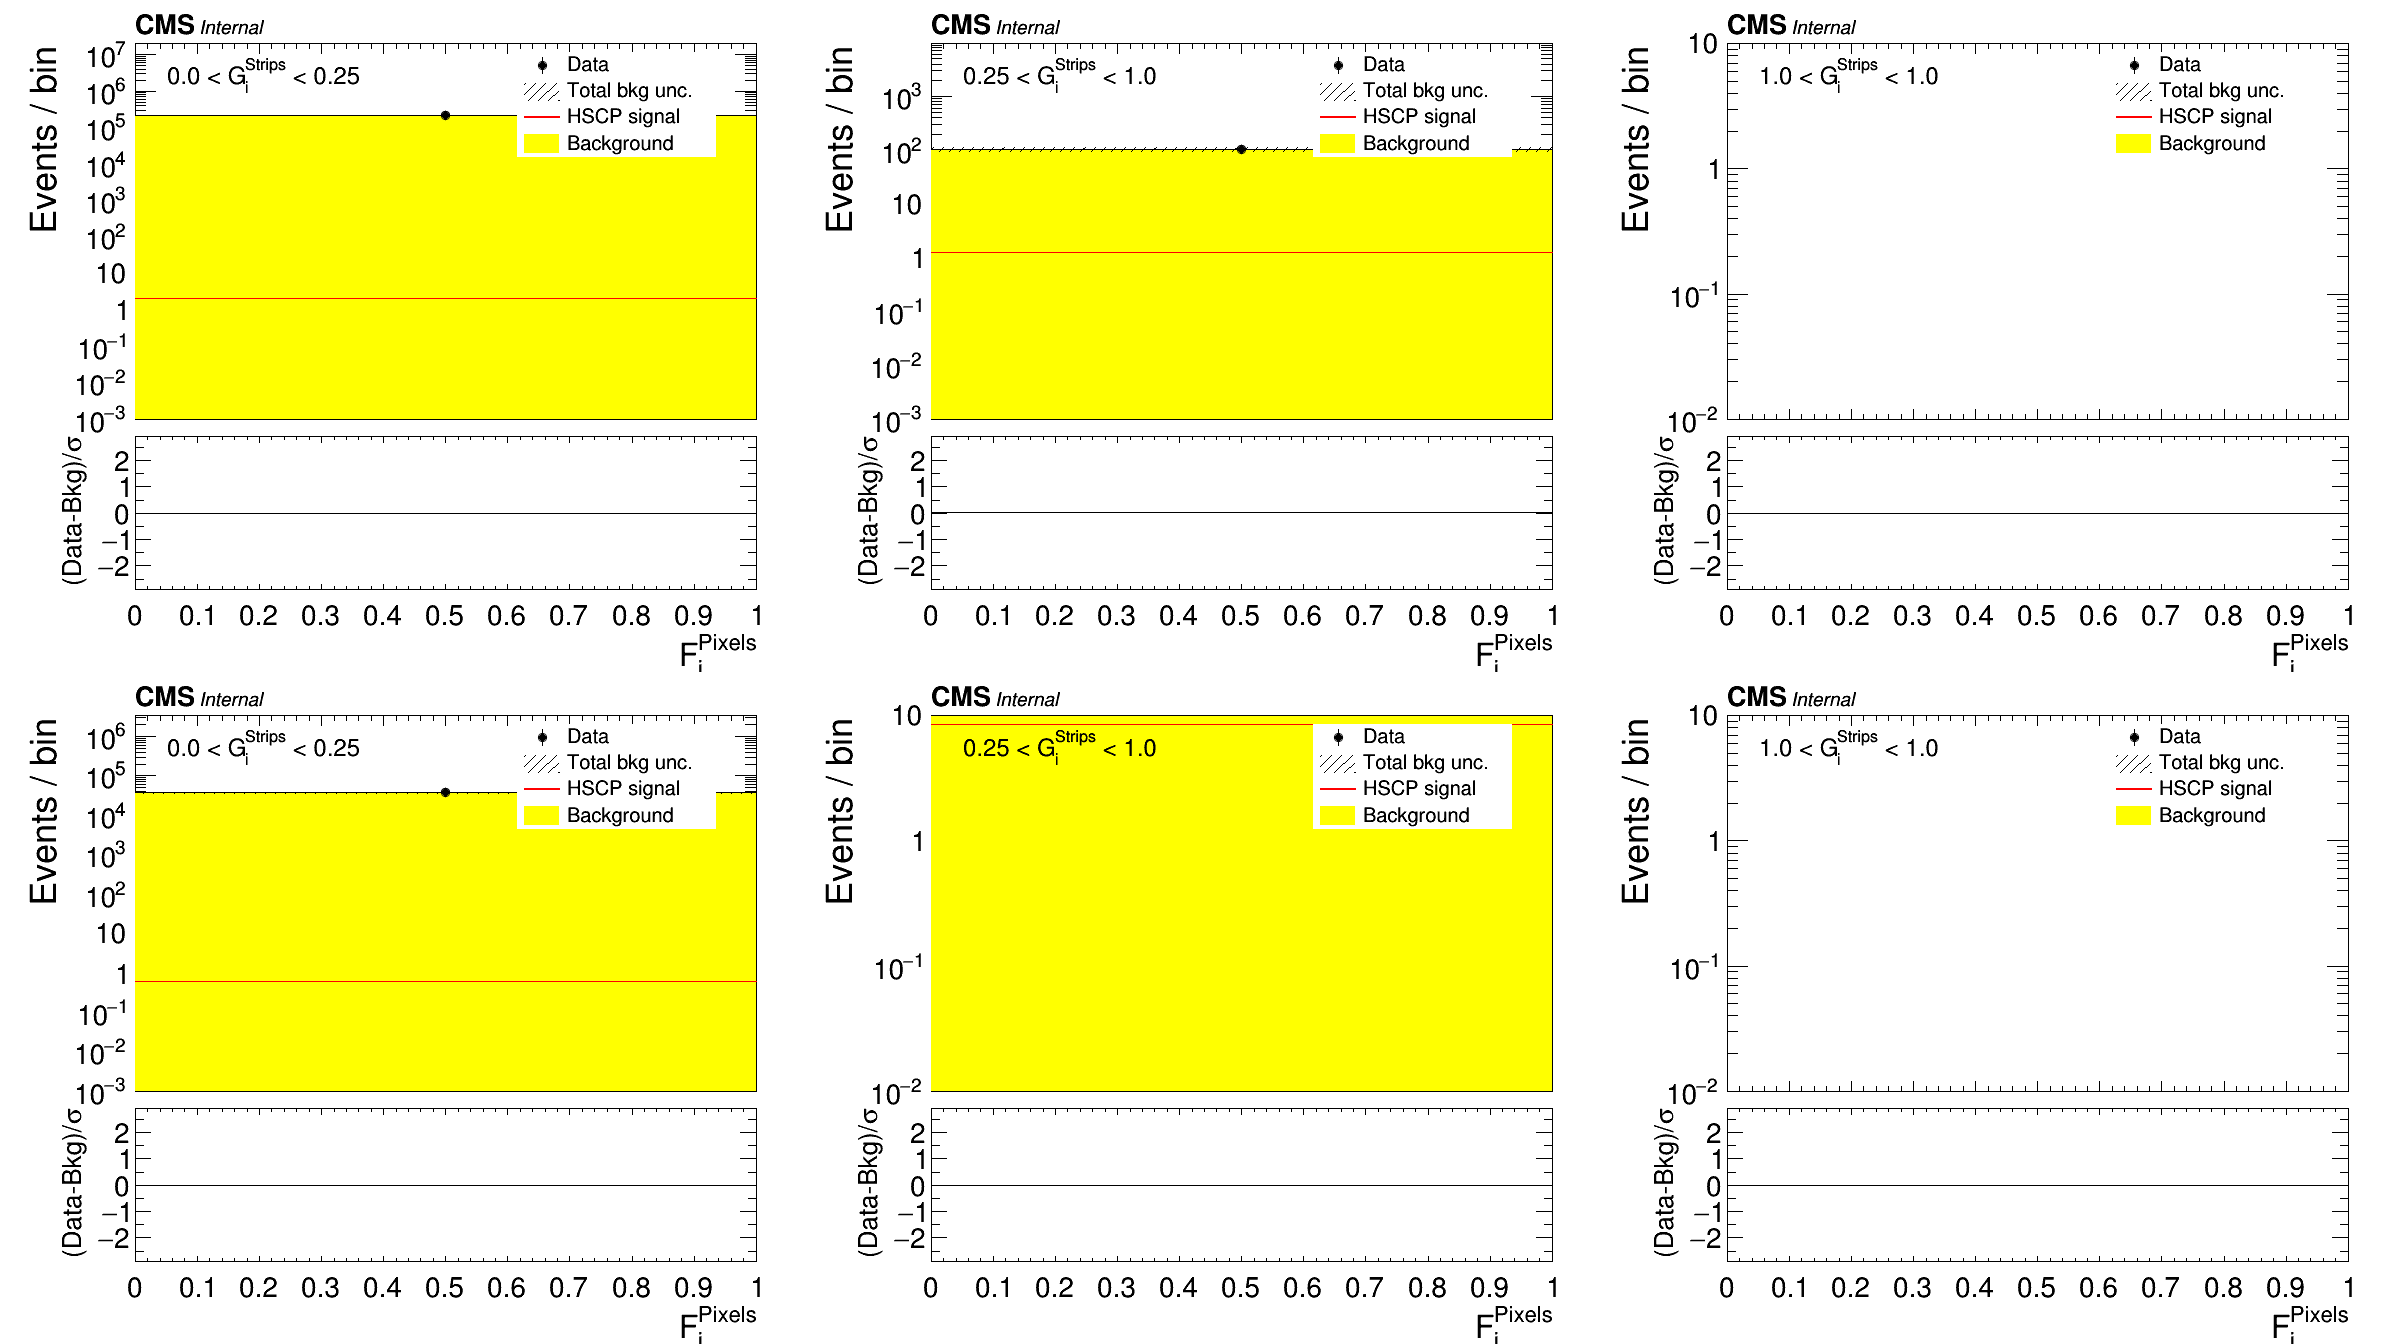 CMS Internal
Events / bin
10^7
10^6
10^5
10^4
10^3
10^2
10
1
10^−1
10^−2
10^−3
0.0 < G_i^Strips < 0.25
Data
Total bkg unc.
HSCP signal
Background
(Data-Bkg)/σ
2
1
0
−1
−2
0 0.1 0.2 0.3 0.4 0.5 0.6 0.7 0.8 0.9 1
F_i^Pixels
CMS Internal
Events / bin
10^3
10^2
10
1
10^−1
10^−2
10^−3
0.25 < G_i^Strips < 1.0
Data
Total bkg unc.
HSCP signal
Background
(Data-Bkg)/σ
2
1
0
−1
−2
0 0.1 0.2 0.3 0.4 0.5 0.6 0.7 0.8 0.9 1
F_i^Pixels
CMS Internal
Events / bin
10
1
10^−1
10^−2
1.0 < G_i^Strips < 1.0
Data
Total bkg unc.
HSCP signal
Background
(Data-Bkg)/σ
2
1
0
−1
−2
0 0.1 0.2 0.3 0.4 0.5 0.6 0.7 0.8 0.9 1
F_i^Pixels
CMS Internal
Events / bin
10^6
10^5
10^4
10^3
10^2
10
1
10^−1
10^−2
10^−3
0.0 < G_i^Strips < 0.25
Data
Total bkg unc.
HSCP signal
Background
(Data-Bkg)/σ
2
1
0
−1
−2
0 0.1 0.2 0.3 0.4 0.5 0.6 0.7 0.8 0.9 1
F_i^Pixels
CMS Internal
Events / bin
10
1
10^−1
10^−2
0.25 < G_i^Strips < 1.0
Data
Total bkg unc.
HSCP signal
Background
(Data-Bkg)/σ
2
1
0
−1
−2
0 0.1 0.2 0.3 0.4 0.5 0.6 0.7 0.8 0.9 1
F_i^Pixels
CMS Internal
Events / bin
10
1
10^−1
10^−2
1.0 < G_i^Strips < 1.0
Data
Total bkg unc.
HSCP signal
Background
(Data-Bkg)/σ
2
1
0
−1
−2
0 0.1 0.2 0.3 0.4 0.5 0.6 0.7 0.8 0.9 1
F_i^Pixels